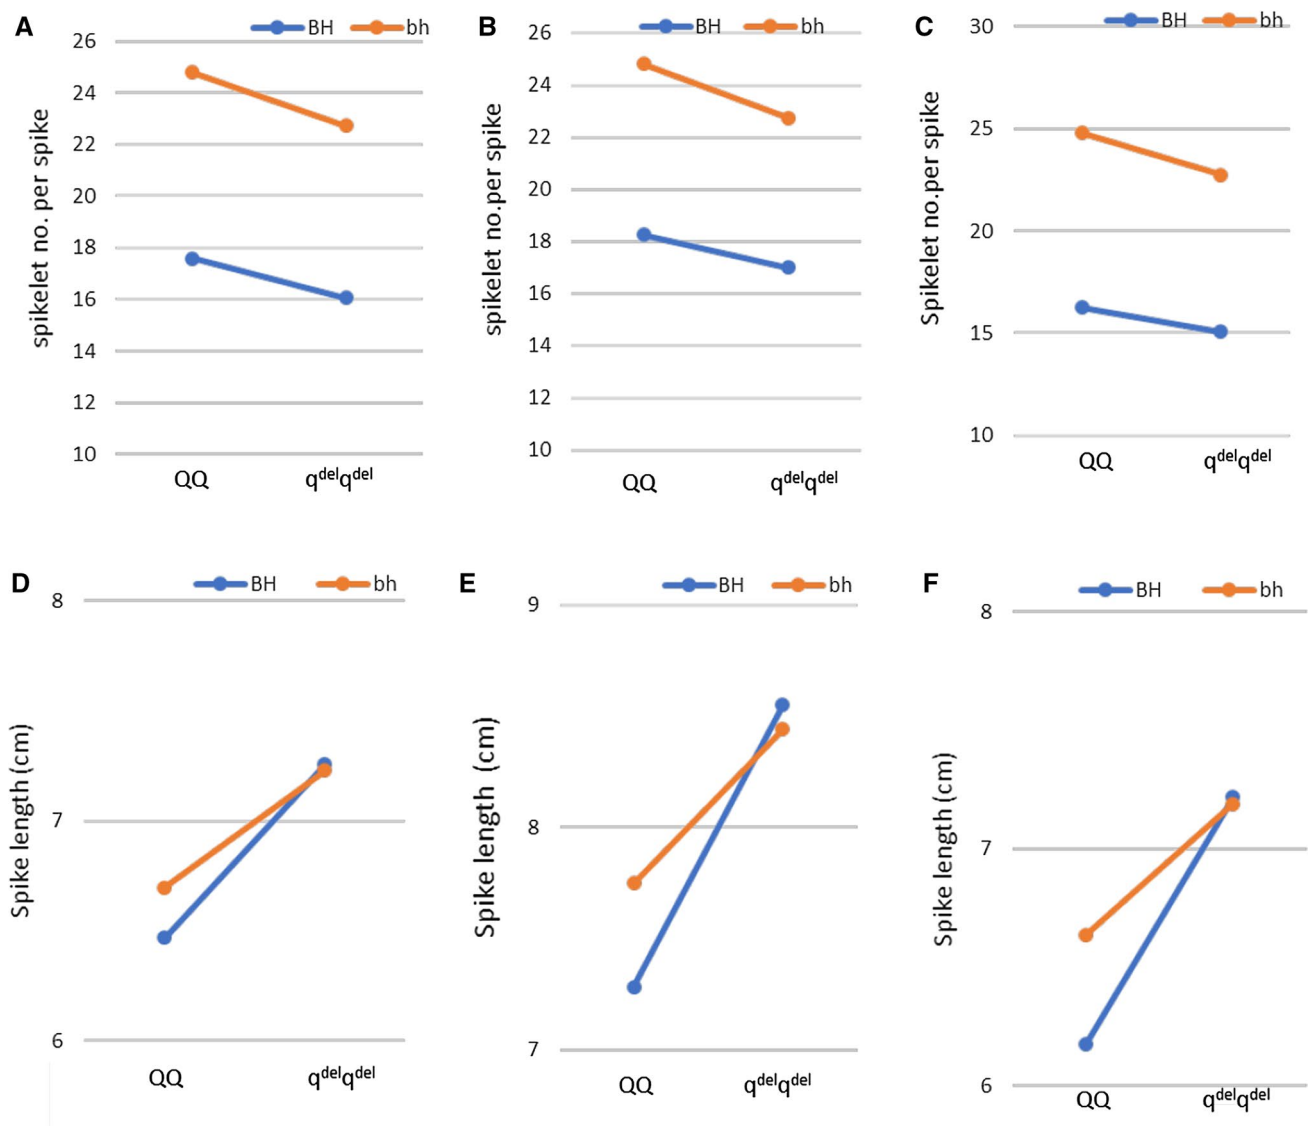 A
BH
bh
spikelet no. per spike
26
24
22
20
18
16
14
12
10
QQ
qdelqdel
B
BH
bh
spikelet no.per spike
26
24
22
20
18
16
14
12
10
QQ
qdelqdel
C
BH
bh
Spikelet no.per spike
30
25
20
15
10
QQ
qdelqdel
D
BH
bh
Spike length (cm)
8
7
6
QQ
qdelqdel
E
BH
bh
Spike length (cm)
9
8
7
QQ
qdelqdel
F
BH
bh
Spike length (cm)
8
7
6
QQ
qdelqdel